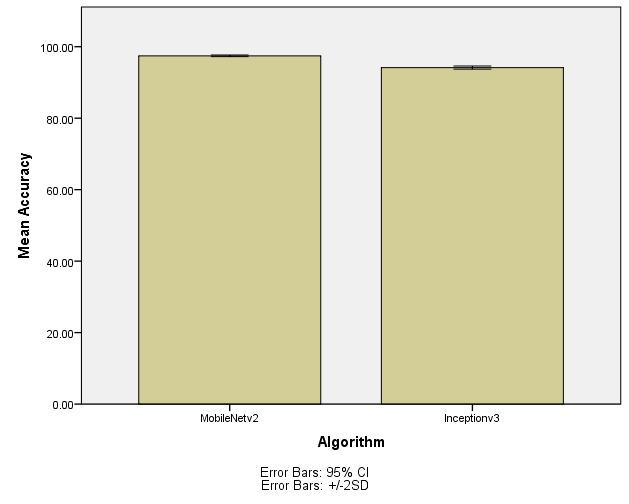 100.00
80.00
60.00
40.00
20.00
0.00
Mean Accuracy
MobileNetv2 Inceptionv3
Algorithm
Error Bars: 95% CI
Error Bars: +/-2SD